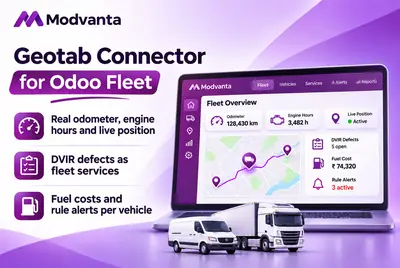 Modvanta
Geotab Connector
for Odoo Fleet
Real odometer, engine
hours and live position
DVIR defects as
fleet services
Fuel costs and
rule alerts per vehicle
Modvanta
Fleet
Vehicles
Services
Fleet Overview
Odometer
128,430 km
Engine Hours
3,482 h
Live Position
Active
DVIR Defects
5 open
Fuel Cost
₹ 74,320
Rule Alerts
3 active